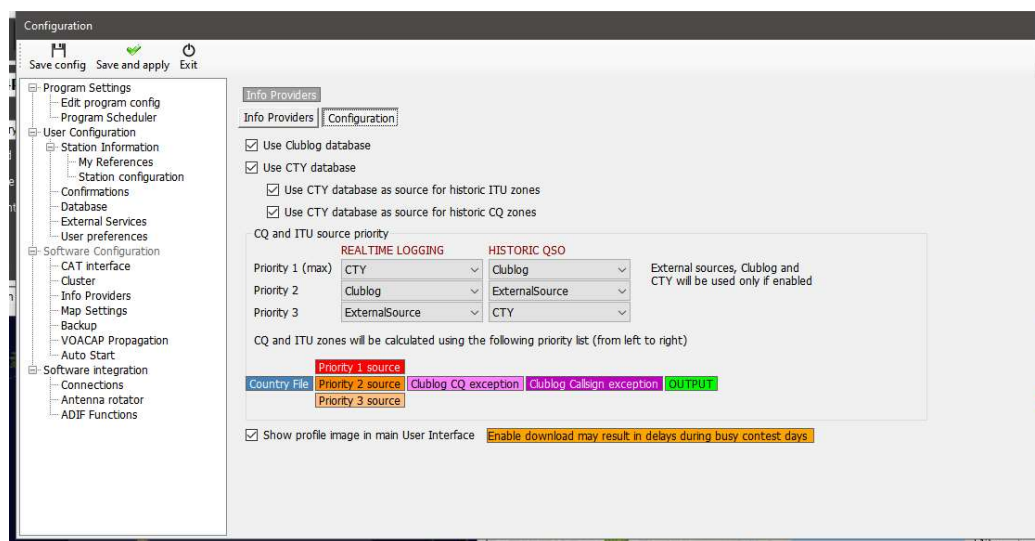 Configuration
Save config Save and apply Exit
Program Settings
Edit program config
Program Scheduler
User Configuration
Station Information
My References
Station configuration
Confirmations
Database
External Services
User preferences
Software Configuration
CAT interface
Cluster
Info Providers
Map Settings
Backup
VOACAP Propagation
Auto Start
Software integration
Connections
Antenna rotator
ADIF Functions
Info Providers
Info Providers Configuration
Use Clublog database
Use CTY database
Use CTY database as source for historic ITU zones
Use CTY database as source for historic CQ zones
CQ and ITU source priority
REALTIME LOGGING HISTORIC QSO
Priority 1 (max) CTY Clublog
Priority 2 Clublog ExternalSource
Priority 3 ExternalSource CTY
External sources, Clublog and
CTY will be used only if enabled
CQ and ITU zones will be calculated using the following priority list (from left to right)
Priority 1 source
Country File Priority 2 source Clublog CQ exception Clublog Callsign exception OUTPUT
Priority 3 source
Show profile image in main User Interface Enable download may result in delays during busy contest days